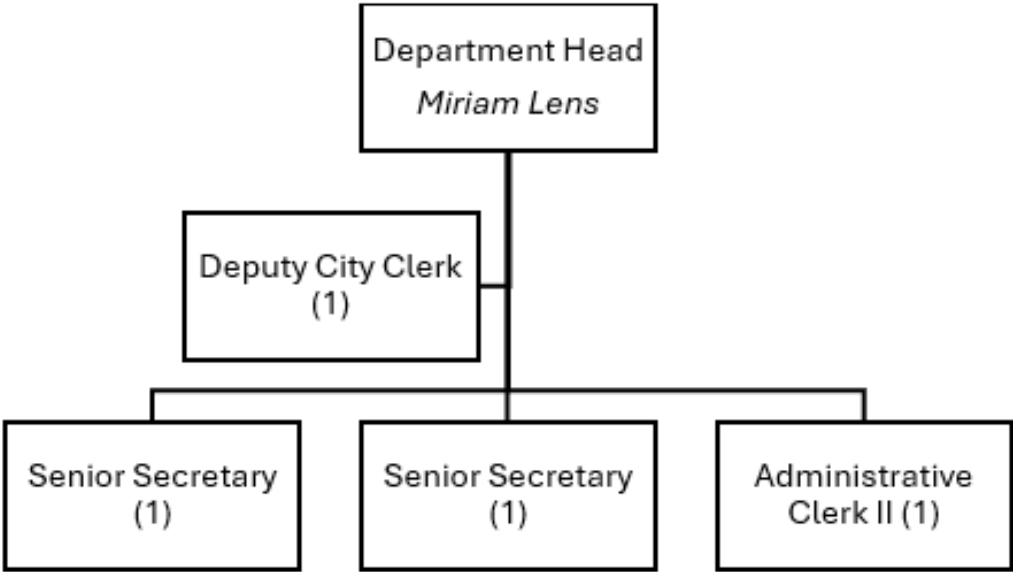 Department Head
Miriam Lens
Deputy City Clerk
(1)
Senior Secretary
(1)
Senior Secretary
(1)
Administrative
Clerk II (1)